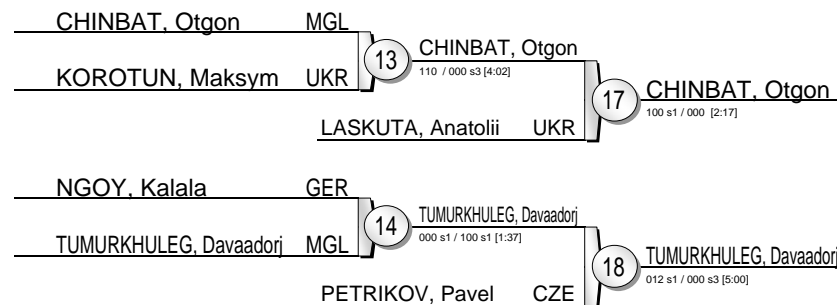 CHINBAT, Otgon MGL
KOROTUN, Maksym UKR
13
CHINBAT, Otgon
110 / 000 s3 [4:02]
LASKUTA, Anatolii UKR
17
CHINBAT, Otgon
100 s1 / 000 [2:17]
NGOY, Kalala GER
TUMURKHULEG, Davaadorj MGL
14
TUMURKHULEG, Davaadorj
000 s1 / 100 s1 [1:37]
PETRIKOV, Pavel CZE
18
TUMURKHULEG, Davaadorj
012 s1 / 000 s3 [5:00]